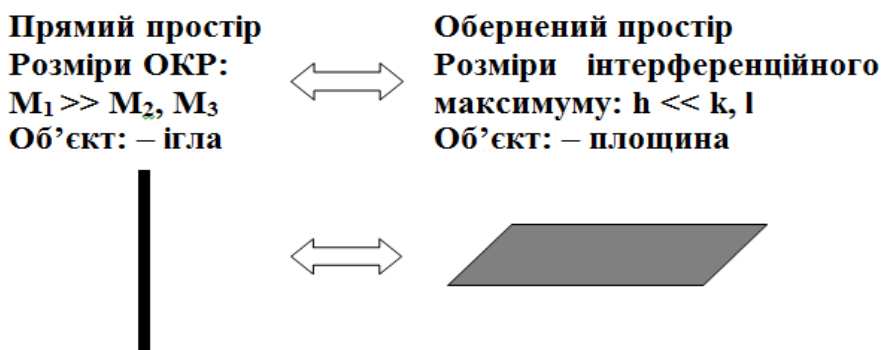 Прямий простір
Розміри ОКР:
M₁ >> M₂, M₃
Об’єкт: – ігла
Обернений простір
Розміри інтерференційного
максимуму: h << k, l
Об’єкт: – площина